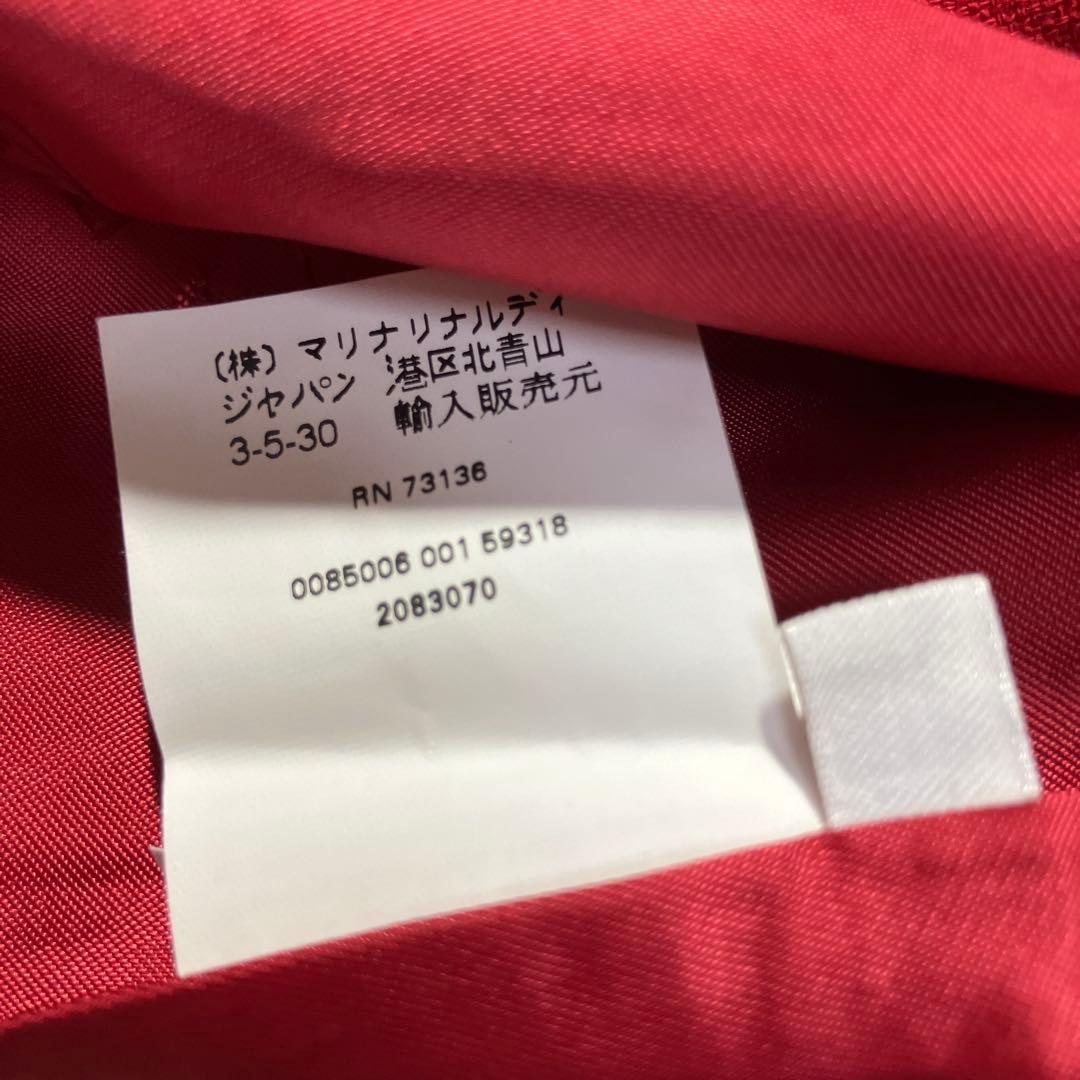 (株) マリナリナルディ
ジャパン 港区北青山
3-5-30 輸入販売元
RN 73136
0085006 001 59318
2083070